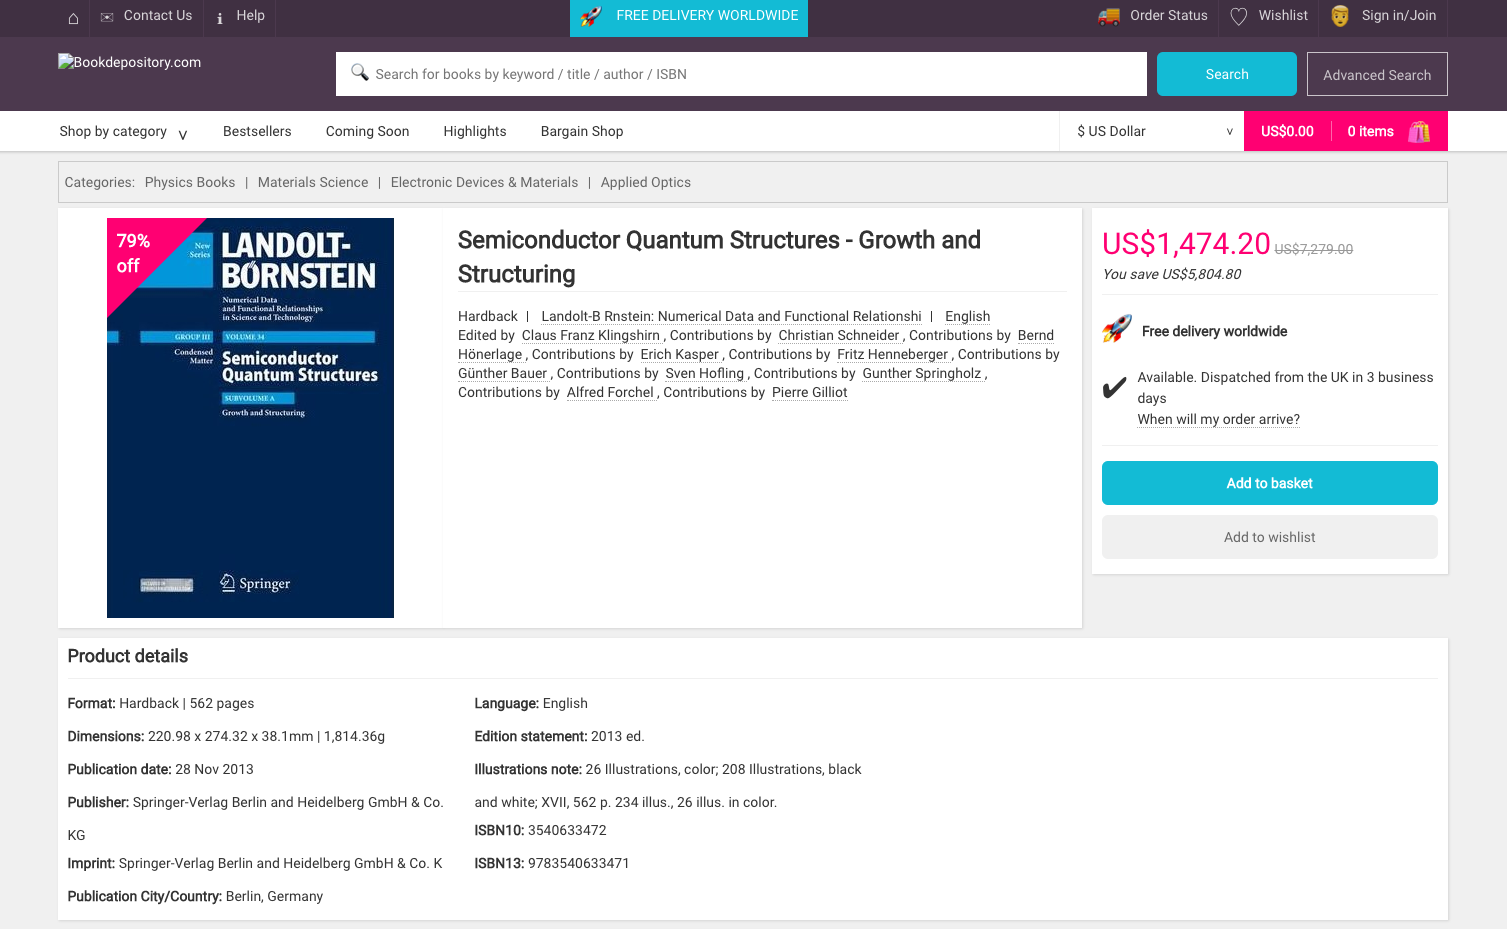 Contact Us
Help
FREE DELIVERY WORLDWIDE
Order Status
Wishlist
Sign in/Join
Bookdepository.com
Search for books by keyword / title / author / ISBN
Search
Advanced Search
Shop by category
Bestsellers
Coming Soon
Highlights
Bargain Shop
$ US Dollar
US$0.00
0 items
Categories: Physics Books | Materials Science | Electronic Devices & Materials | Applied Optics
79%
off
New
Series
LANDOLT-
BÖRNSTEIN
Numerical Data
and Functional Relationships
in Science and Technology
GROUP III
VOLUME 34
Condensed
Matter
Semiconductor
Quantum Structures
SUBVOLUME A
Growth and Structuring
Springer
Semiconductor Quantum Structures - Growth and
Structuring
Hardback | Landolt-B Rnstein: Numerical Data and Functional Relationshi | English
Edited by Claus Franz Klingshirn , Contributions by Christian Schneider , Contributions by Bernd
Hönerlage , Contributions by Erich Kasper , Contributions by Fritz Henneberger , Contributions by
Günther Bauer , Contributions by Sven Hofling , Contributions by Gunther Springholz ,
Contributions by Alfred Forchel , Contributions by Pierre Gilliot
US$1,474.20 US$7,279.00
You save US$5,804.80
Free delivery worldwide
Available. Dispatched from the UK in 3 business
days
When will my order arrive?
Add to basket
Add to wishlist
Product details
Format: Hardback | 562 pages
Dimensions: 220.98 x 274.32 x 38.1mm | 1,814.36g
Publication date: 28 Nov 2013
Publisher: Springer-Verlag Berlin and Heidelberg GmbH & Co.
KG
Imprint: Springer-Verlag Berlin and Heidelberg GmbH & Co. K
Publication City/Country: Berlin, Germany
Language: English
Edition statement: 2013 ed.
Illustrations note: 26 Illustrations, color; 208 Illustrations, black
and white; XVII, 562 p. 234 illus., 26 illus. in color.
ISBN10: 3540633472
ISBN13: 9783540633471